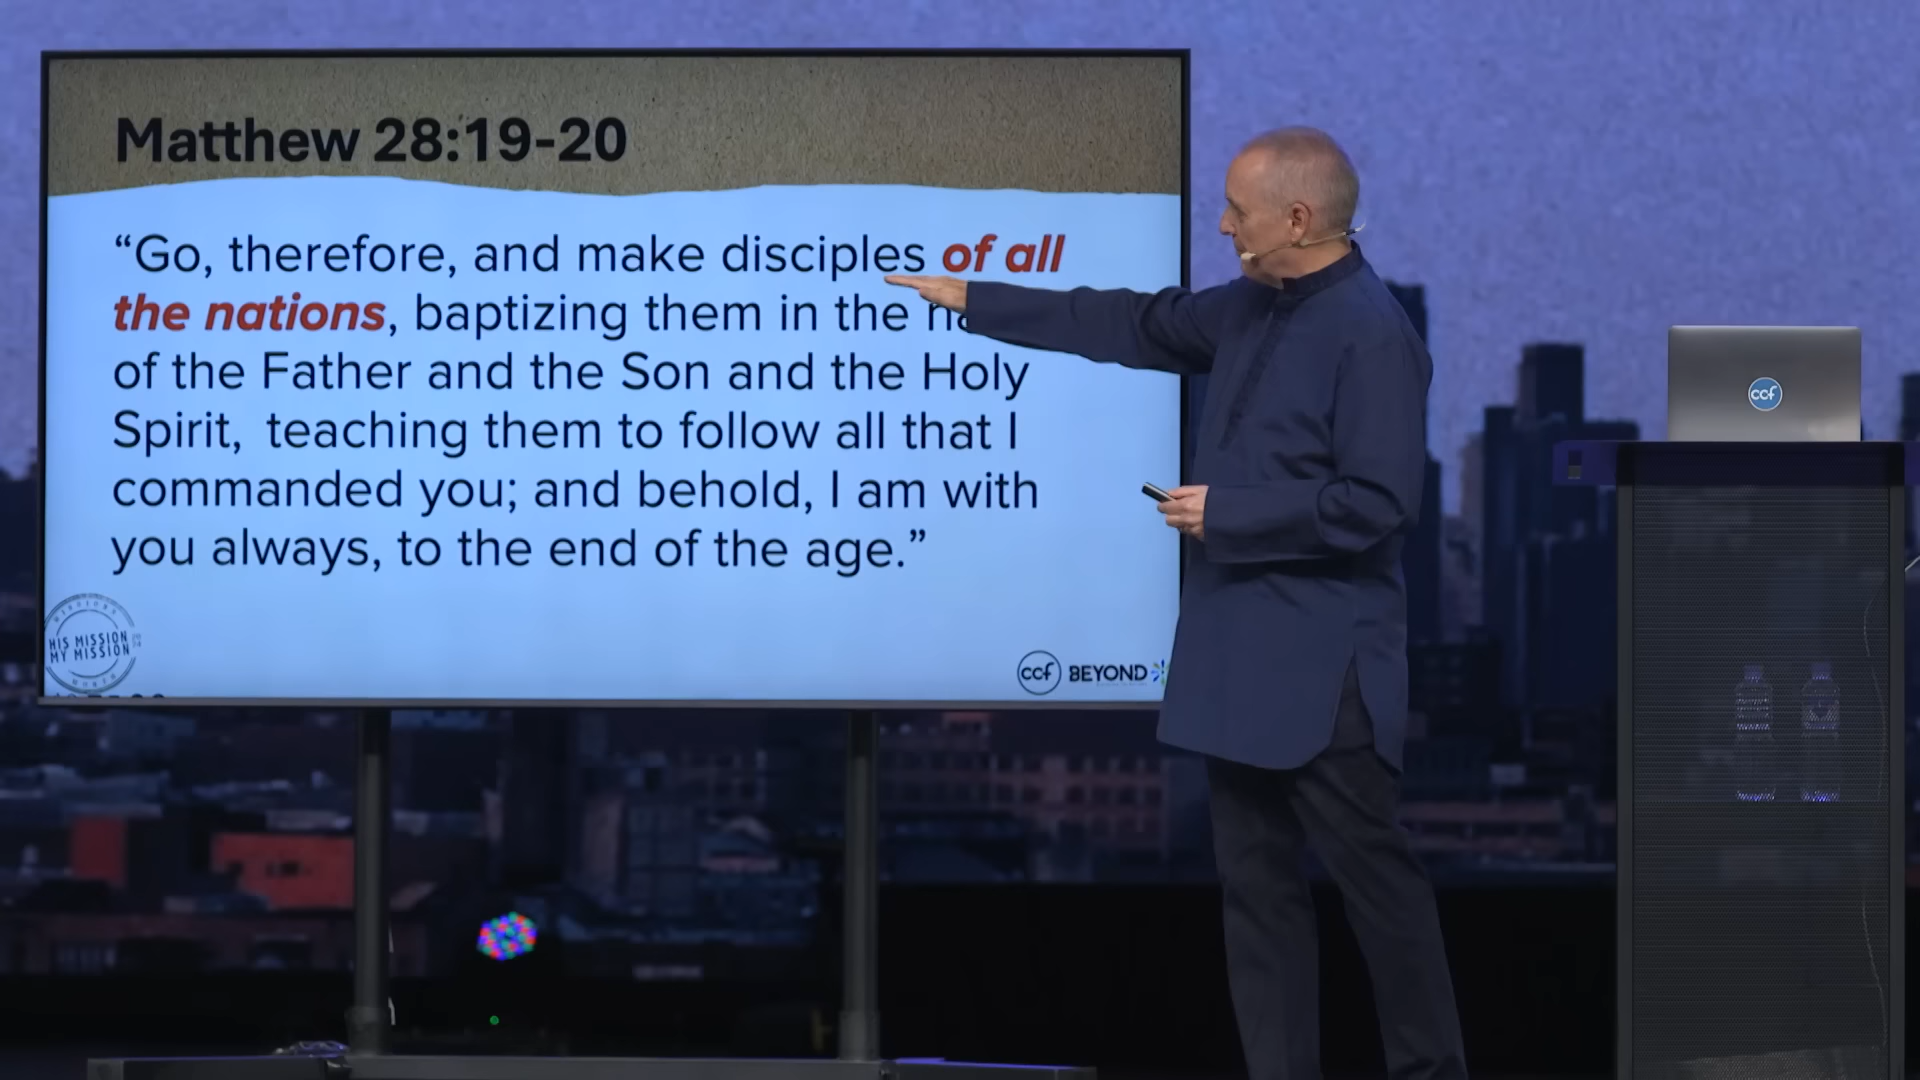 Matthew 28:19-20
“Go, therefore, and make disciples of all
the nations, baptizing them in the
of the Father and the Son and the Holy
Spirit, teaching them to follow all that I
commanded you; and behold, I am with
you always, to the end of the age.”
HIS MISSION
MY MISSION
ccf BEYOND
ccf